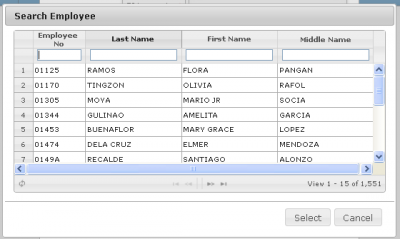 Search Employee
Employee No Last Name First Name Middle Name
1 01125 RAMOS FLORA PANGAN
2 01170 TINGZON OLIVIA RAFOL
3 01305 MOYA MARIO JR SOCIA
4 01344 GULINAO AMELITA GARCIA
5 01453 BUENAFLOR MARY GRACE LOPEZ
6 01474 DELA CRUZ ELMER MENDOZA
7 0149A RECALDE SANTIAGO ALONZO
View 1 - 15 of 1,551
Select Cancel